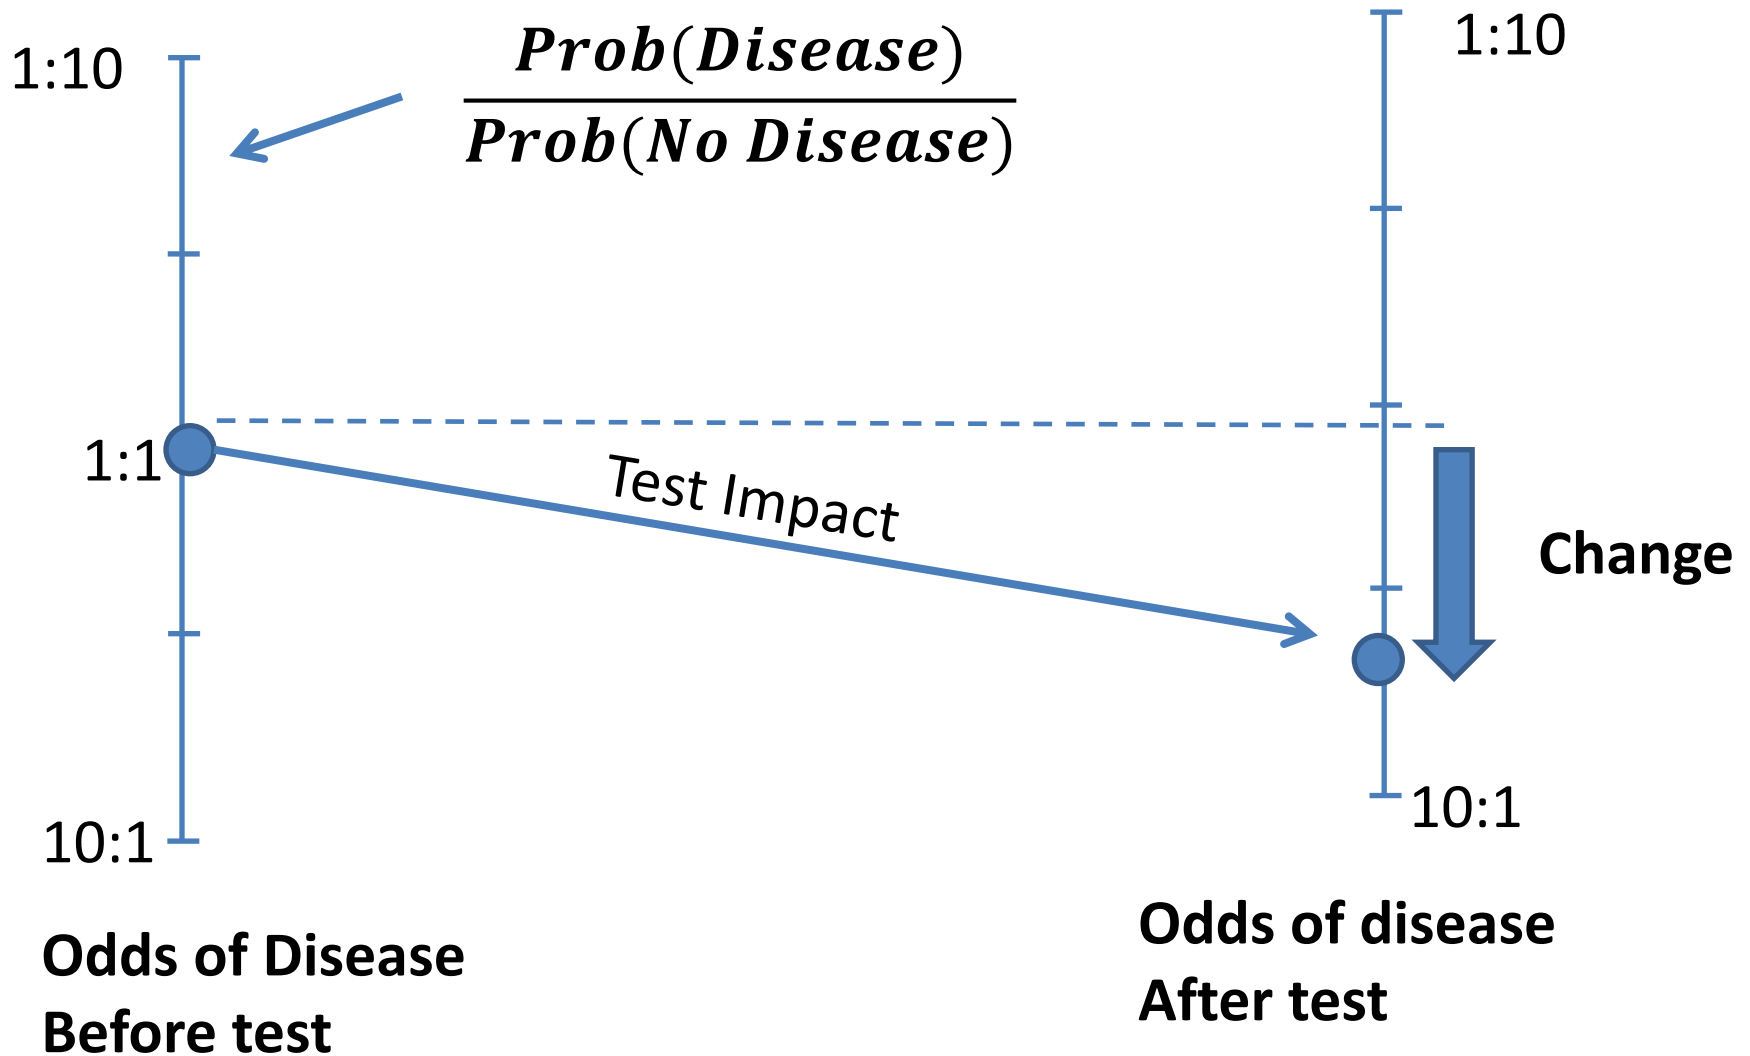 1:10
Prob(Disease)
Prob(No Disease)
1:10
1:1
Test Impact
Change
10:1
10:1
Odds of Disease
Before test
Odds of disease
After test